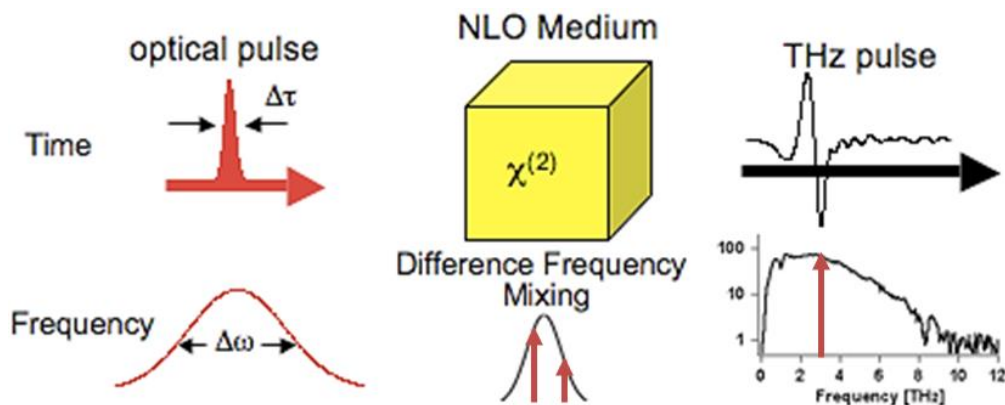 optical pulse
NLO Medium
THz pulse
Time
Δτ
χ(2)
Difference Frequency
Mixing
Frequency
Δω
100
10
1
0 2 4 6 8 10 12
Frequency [THz]